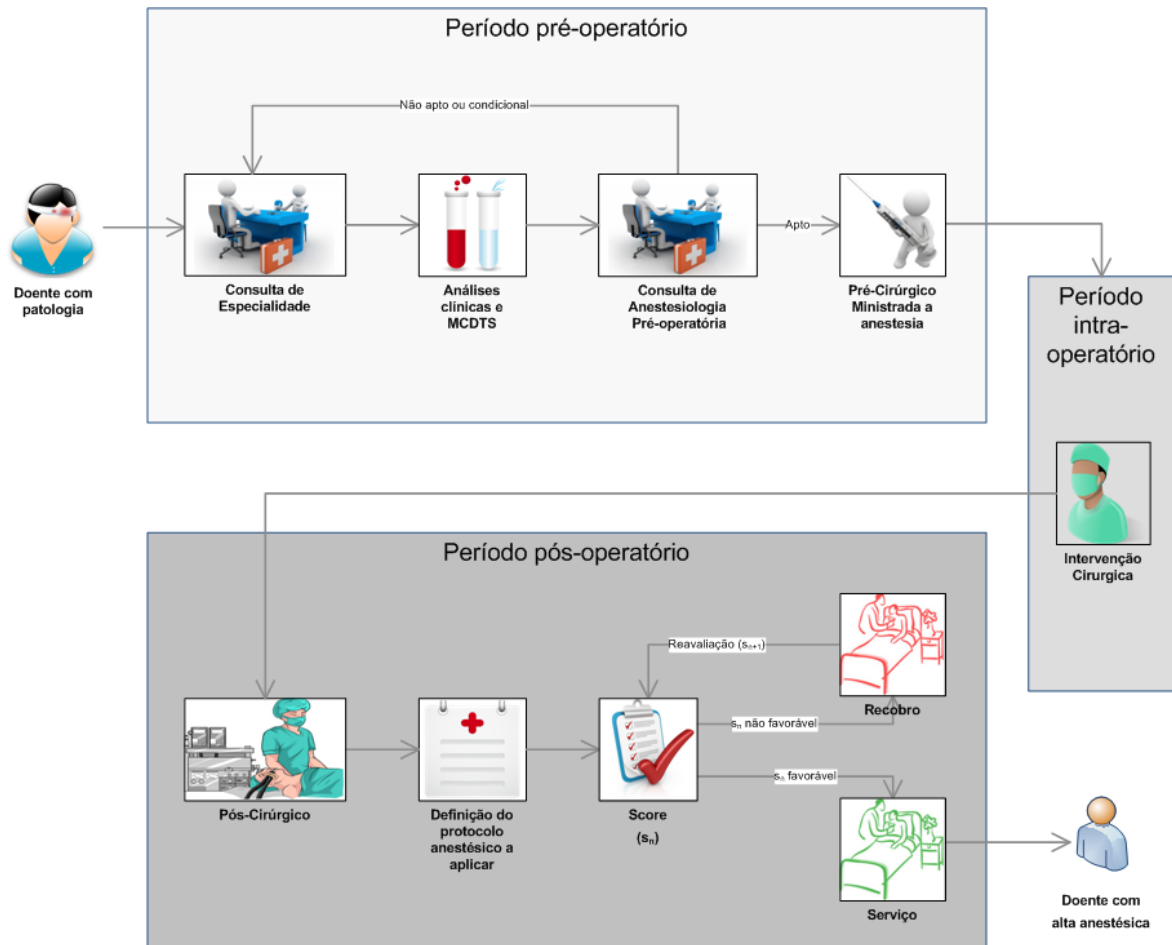 Período pré-operatório
Não apto ou condicional
Apto
Doente com
patologia
Consulta de
Especialidade
Análises
clínicas e
MCDTS
Consulta de
Anestesiologia
Pré-operatória
Pré-Cirúrgico
Ministrada a
anestesia
Período
intra-
operatório
Intervenção
Cirurgica
Período pós-operatório
Reavaliação (sₙ₊₁)
Recobro
sₙ não favorável
sₙ favorável
Pós-Cirúrgico
Definição do
protocolo
anestésico a
aplicar
Score
(sₙ)
Serviço
Doente com
alta anestésica